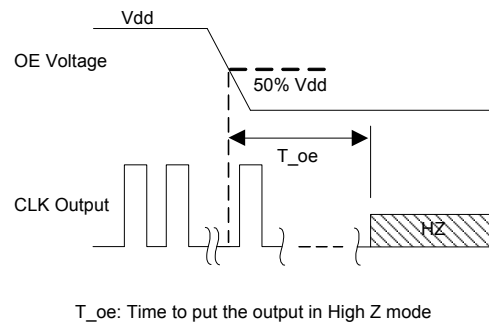 Vdd
OE Voltage
50% Vdd
T_oe
CLK Output
HZ
T_oe: Time to put the output in High Z mode